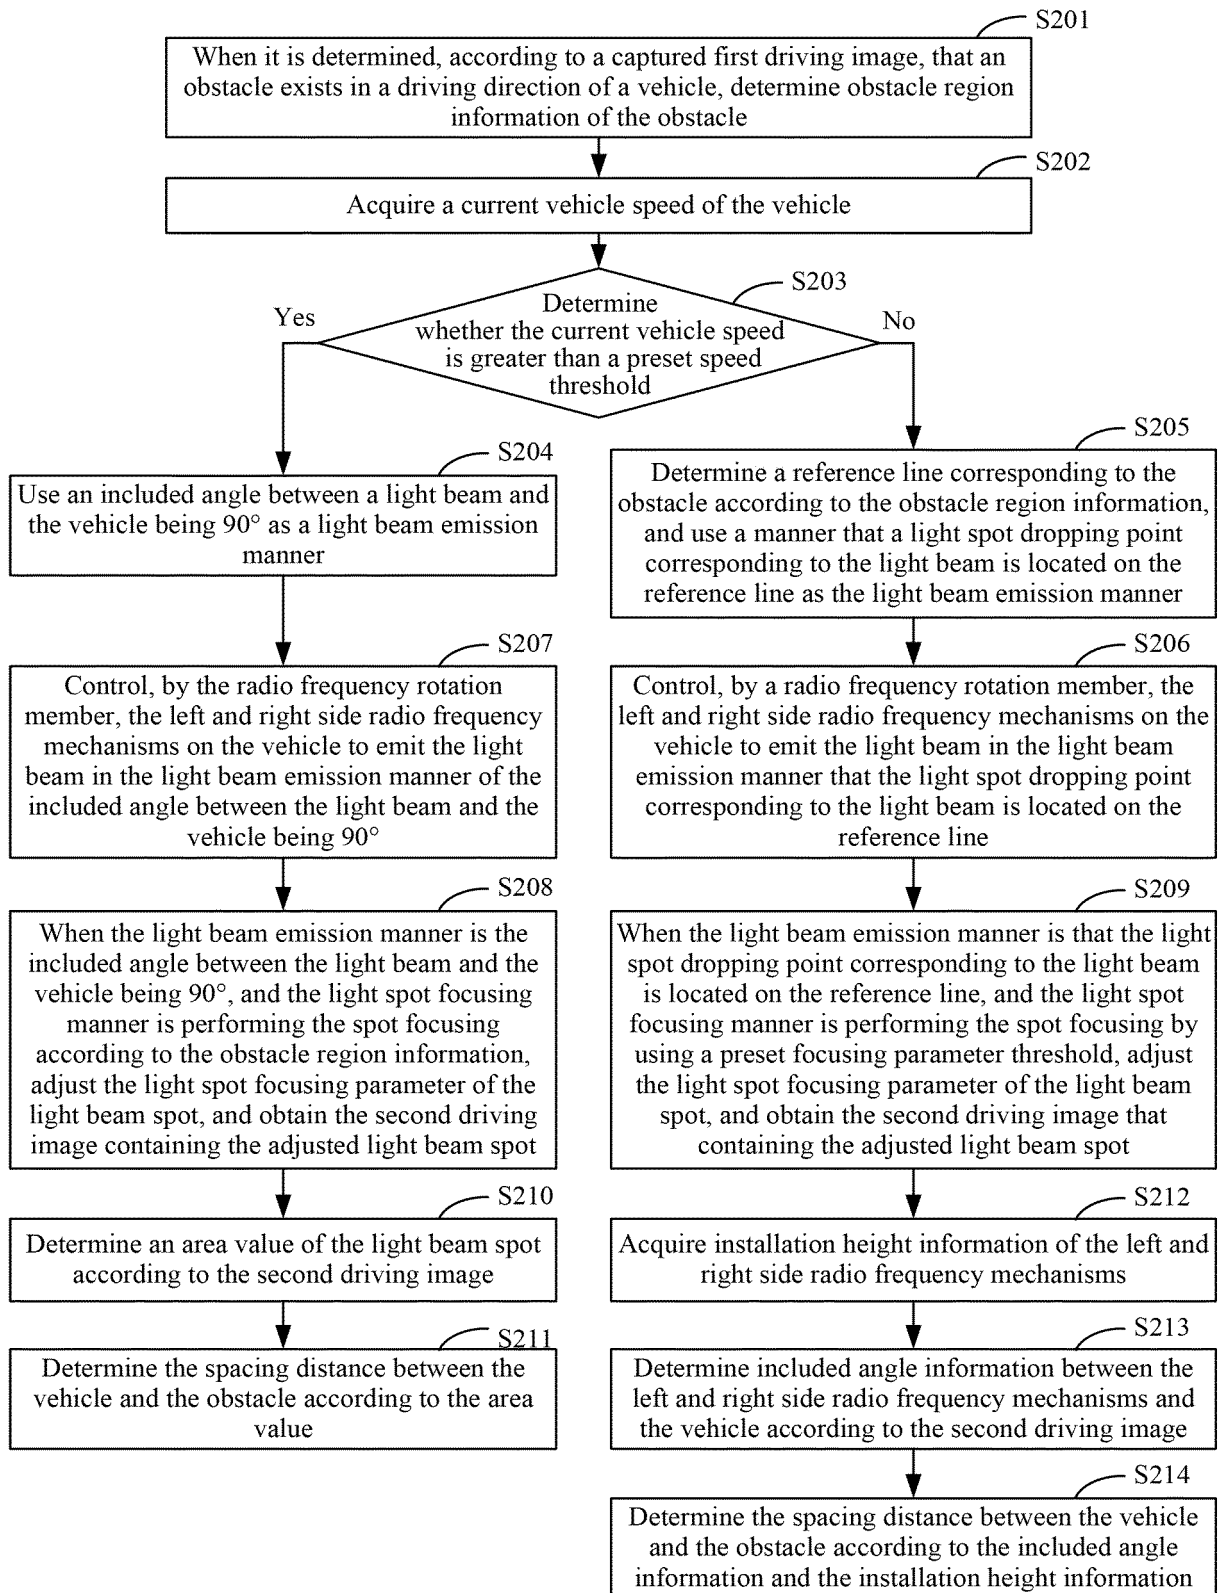 S201
When it is determined, according to a captured first driving image, that an
obstacle exists in a driving direction of a vehicle, determine obstacle region
information of the obstacle
S202
Acquire a current vehicle speed of the vehicle
S203
Determine
whether the current vehicle speed
is greater than a preset speed
threshold
Yes
No
S204
Use an included angle between a light beam and
the vehicle being 90° as a light beam emission
manner
S205
Determine a reference line corresponding to the
obstacle according to the obstacle region information,
and use a manner that a light spot dropping point
corresponding to the light beam is located on the
reference line as the light beam emission manner
S207
Control, by the radio frequency rotation
member, the left and right side radio frequency
mechanisms on the vehicle to emit the light
beam in the light beam emission manner of the
included angle between the light beam and the
vehicle being 90°
S206
Control, by a radio frequency rotation member, the
left and right side radio frequency mechanisms on the
vehicle to emit the light beam in the light beam
emission manner that the light spot dropping point
corresponding to the light beam is located on the
reference line
S208
When the light beam emission manner is the
included angle between the light beam and the
vehicle being 90°, and the light spot focusing
manner is performing the spot focusing
according to the obstacle region information,
adjust the light spot focusing parameter of the
light beam spot, and obtain the second driving
image containing the adjusted light beam spot
S209
When the light beam emission manner is that the light
spot dropping point corresponding to the light beam
is located on the reference line, and the light spot
focusing manner is performing the spot focusing by
using a preset focusing parameter threshold, adjust
the light spot focusing parameter of the light beam
spot, and obtain the second driving image that
containing the adjusted light beam spot
S210
Determine an area value of the light beam spot
according to the second driving image
S212
Acquire installation height information of the left and
right side radio frequency mechanisms
S211
Determine the spacing distance between the
vehicle and the obstacle according to the area
value
S213
Determine included angle information between the
left and right side radio frequency mechanisms and
the vehicle according to the second driving image
S214
Determine the spacing distance between the vehicle
and the obstacle according to the included angle
information and the installation height information